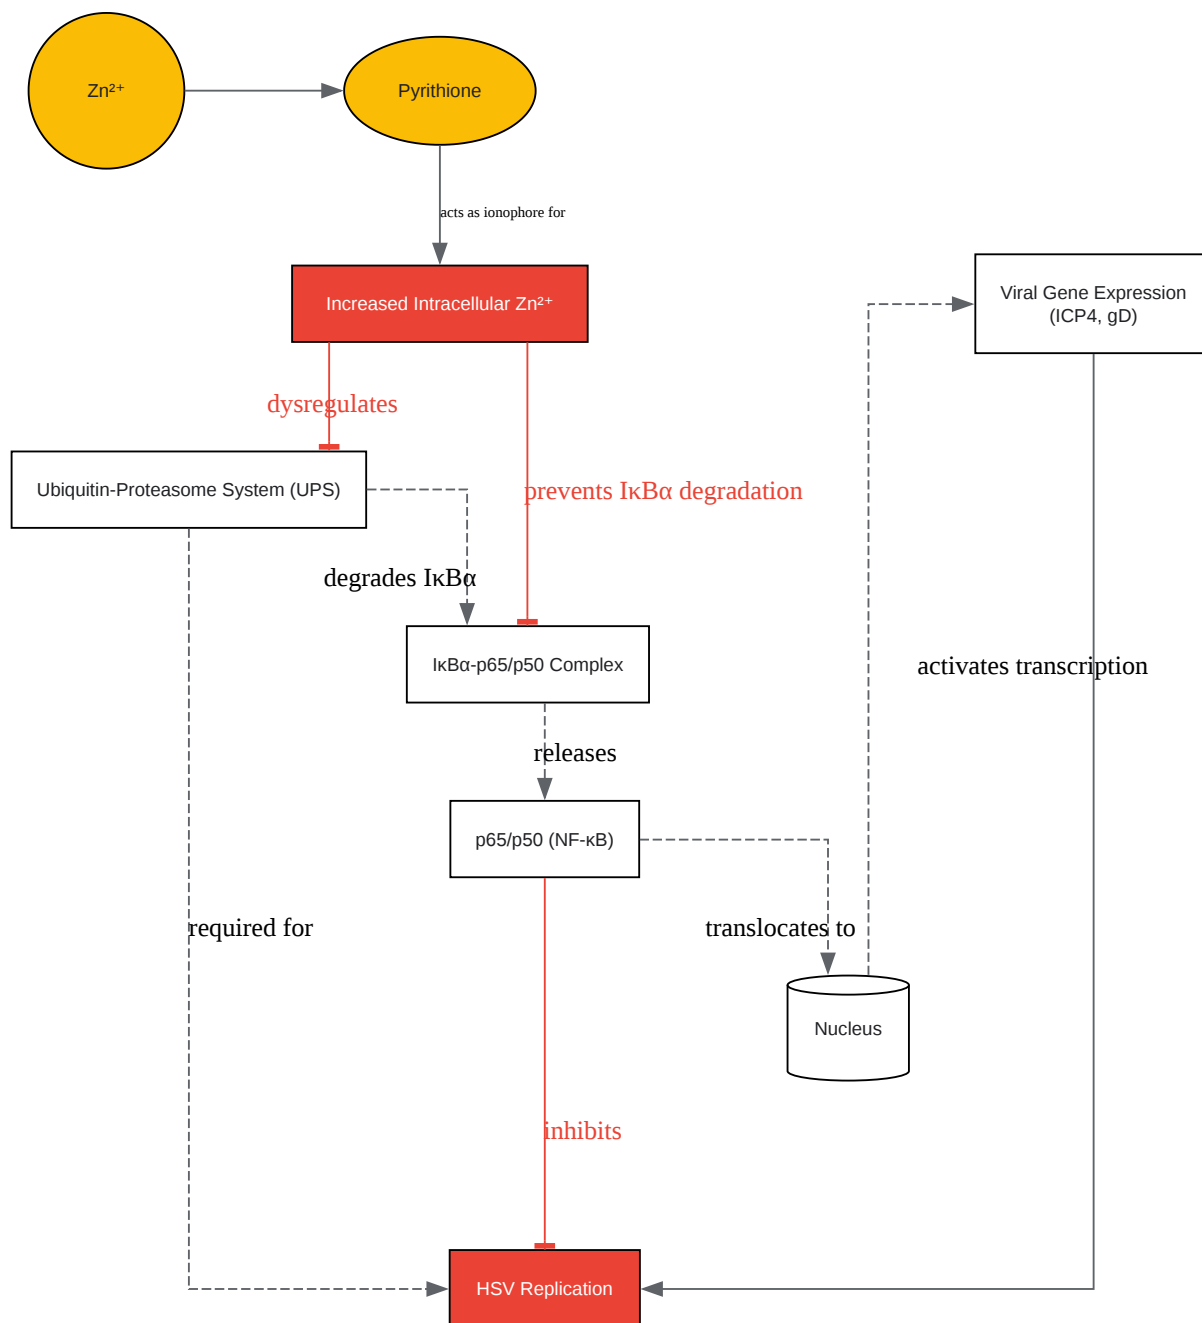 Zn²⁺
Pyrithione
acts as ionophore for
Increased Intracellular Zn²⁺
Viral Gene Expression
(ICP4, gD)
dysregulates
Ubiquitin-Proteasome System (UPS)
prevents IκBα degradation
degrades IκBα
IκBα-p65/p50 Complex
activates transcription
releases
p65/p50 (NF-κB)
required for
translocates to
Nucleus
inhibits
HSV Replication